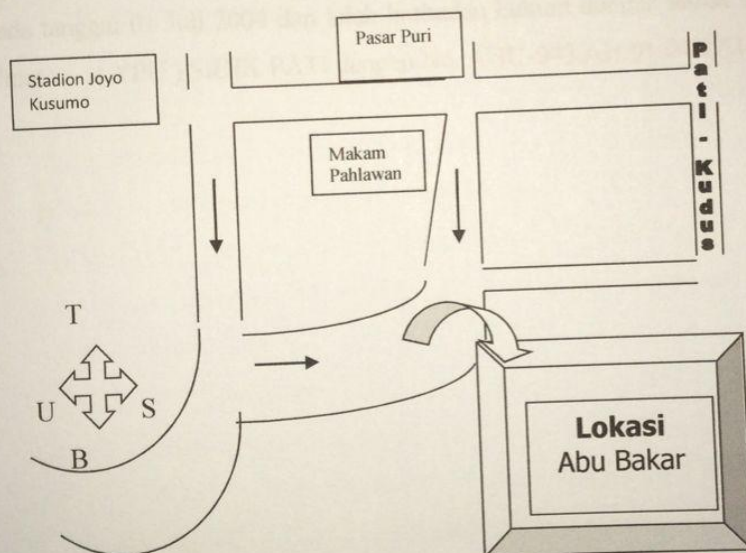 Pasar Puri
Stadion Joyo
Kusumo
Makam
Pahlawan
Pati - Kudus
T
U
S
B
Lokasi
Abu Bakar